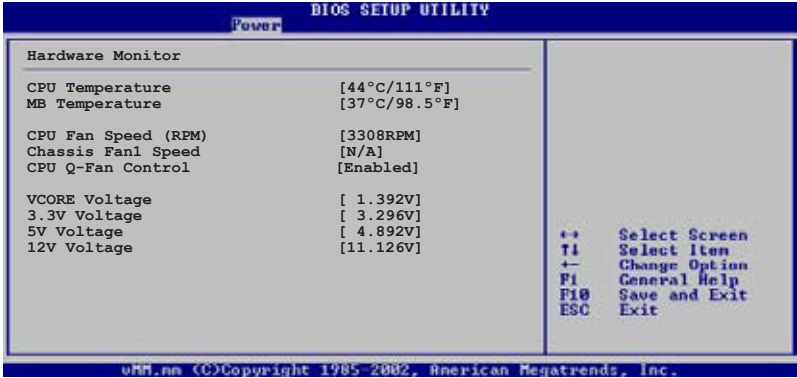 BIOS SETUP UTILITY
Power
Hardware Monitor
CPU Temperature [44°C/111°F]
MB Temperature [37°C/98.5°F]
CPU Fan Speed (RPM) [3308RPM]
Chassis Fan1 Speed [N/A]
CPU Q-Fan Control [Enabled]
VCORE Voltage [ 1.392V]
3.3V Voltage [ 3.296V]
5V Voltage [ 4.892V]
12V Voltage [11.126V]
←→ Select Screen
↑↓ Select Item
+- Change Option
F1 General Help
F10 Save and Exit
ESC Exit
vMM.mm (C)Copyright 1985-2002, American Megatrends, Inc.